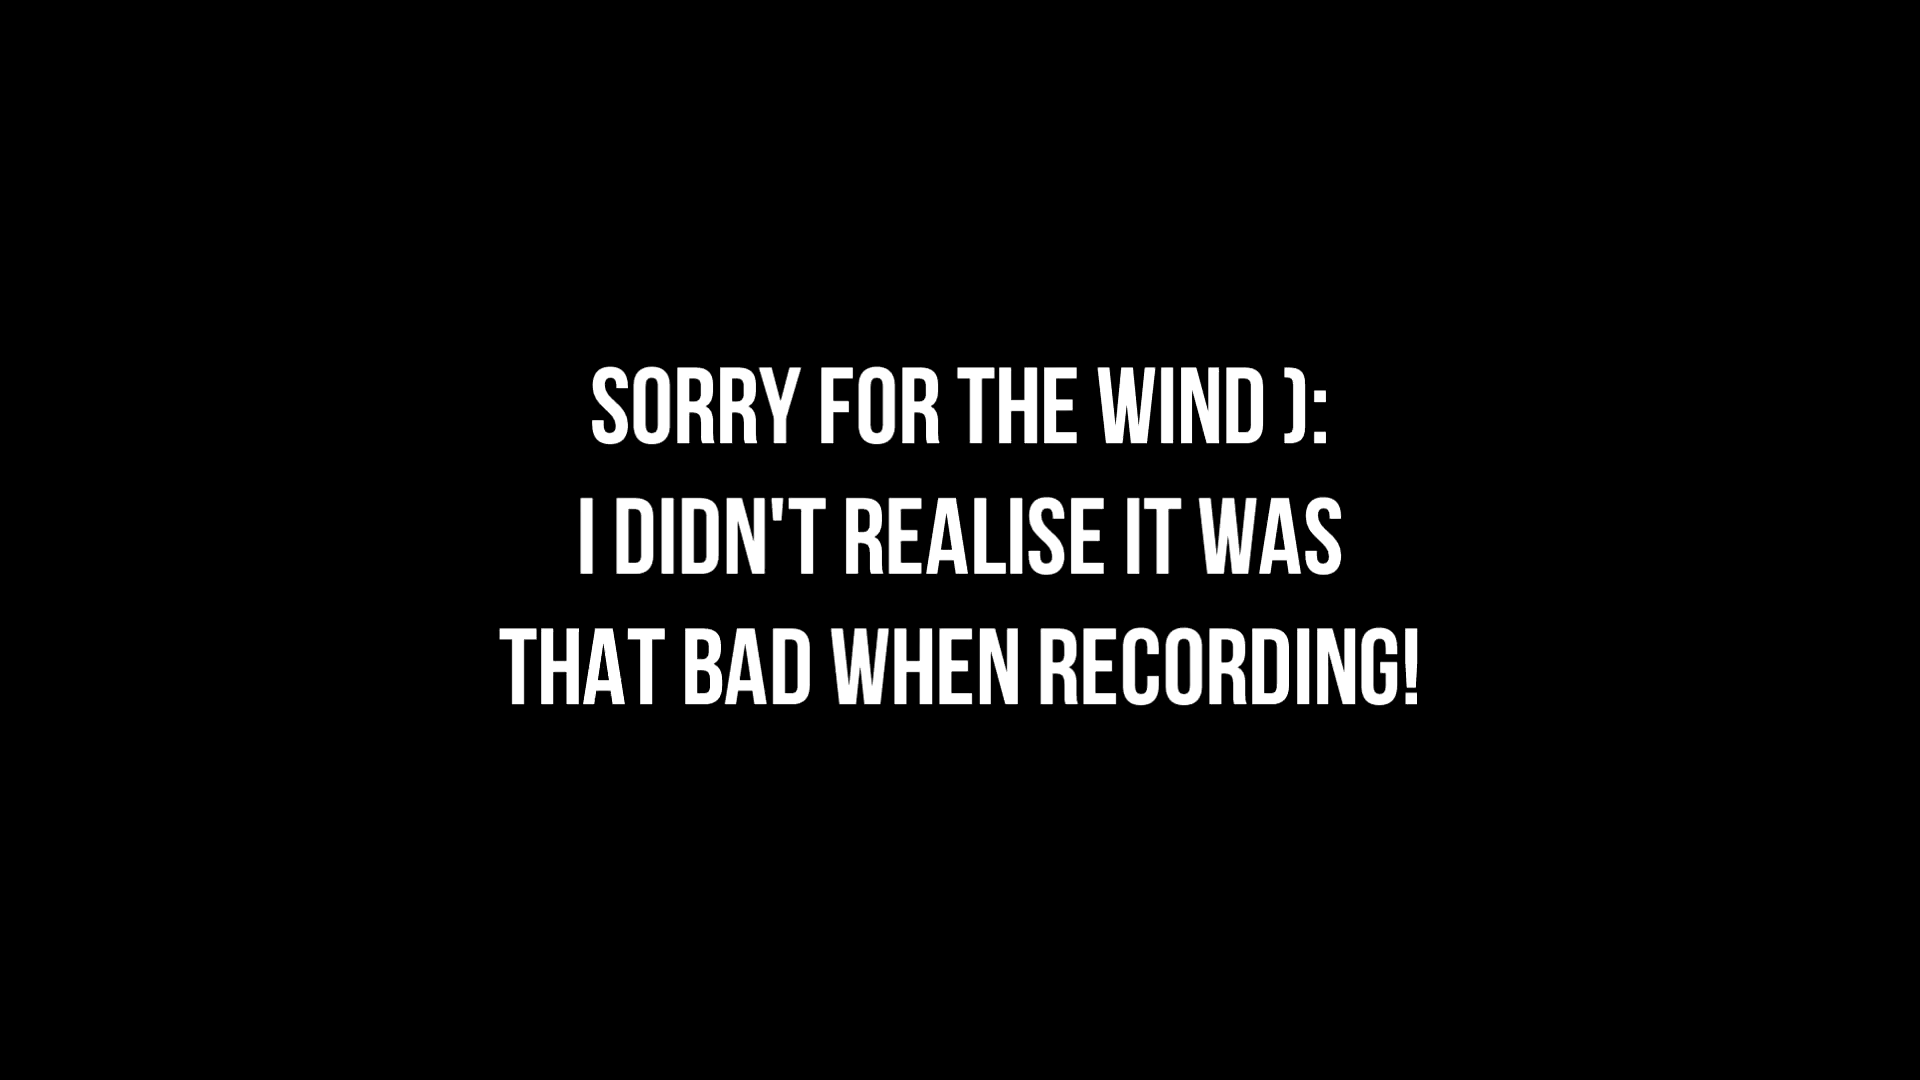 SORRY FOR THE WIND ):
I DIDN'T REALISE IT WAS
THAT BAD WHEN RECORDING!